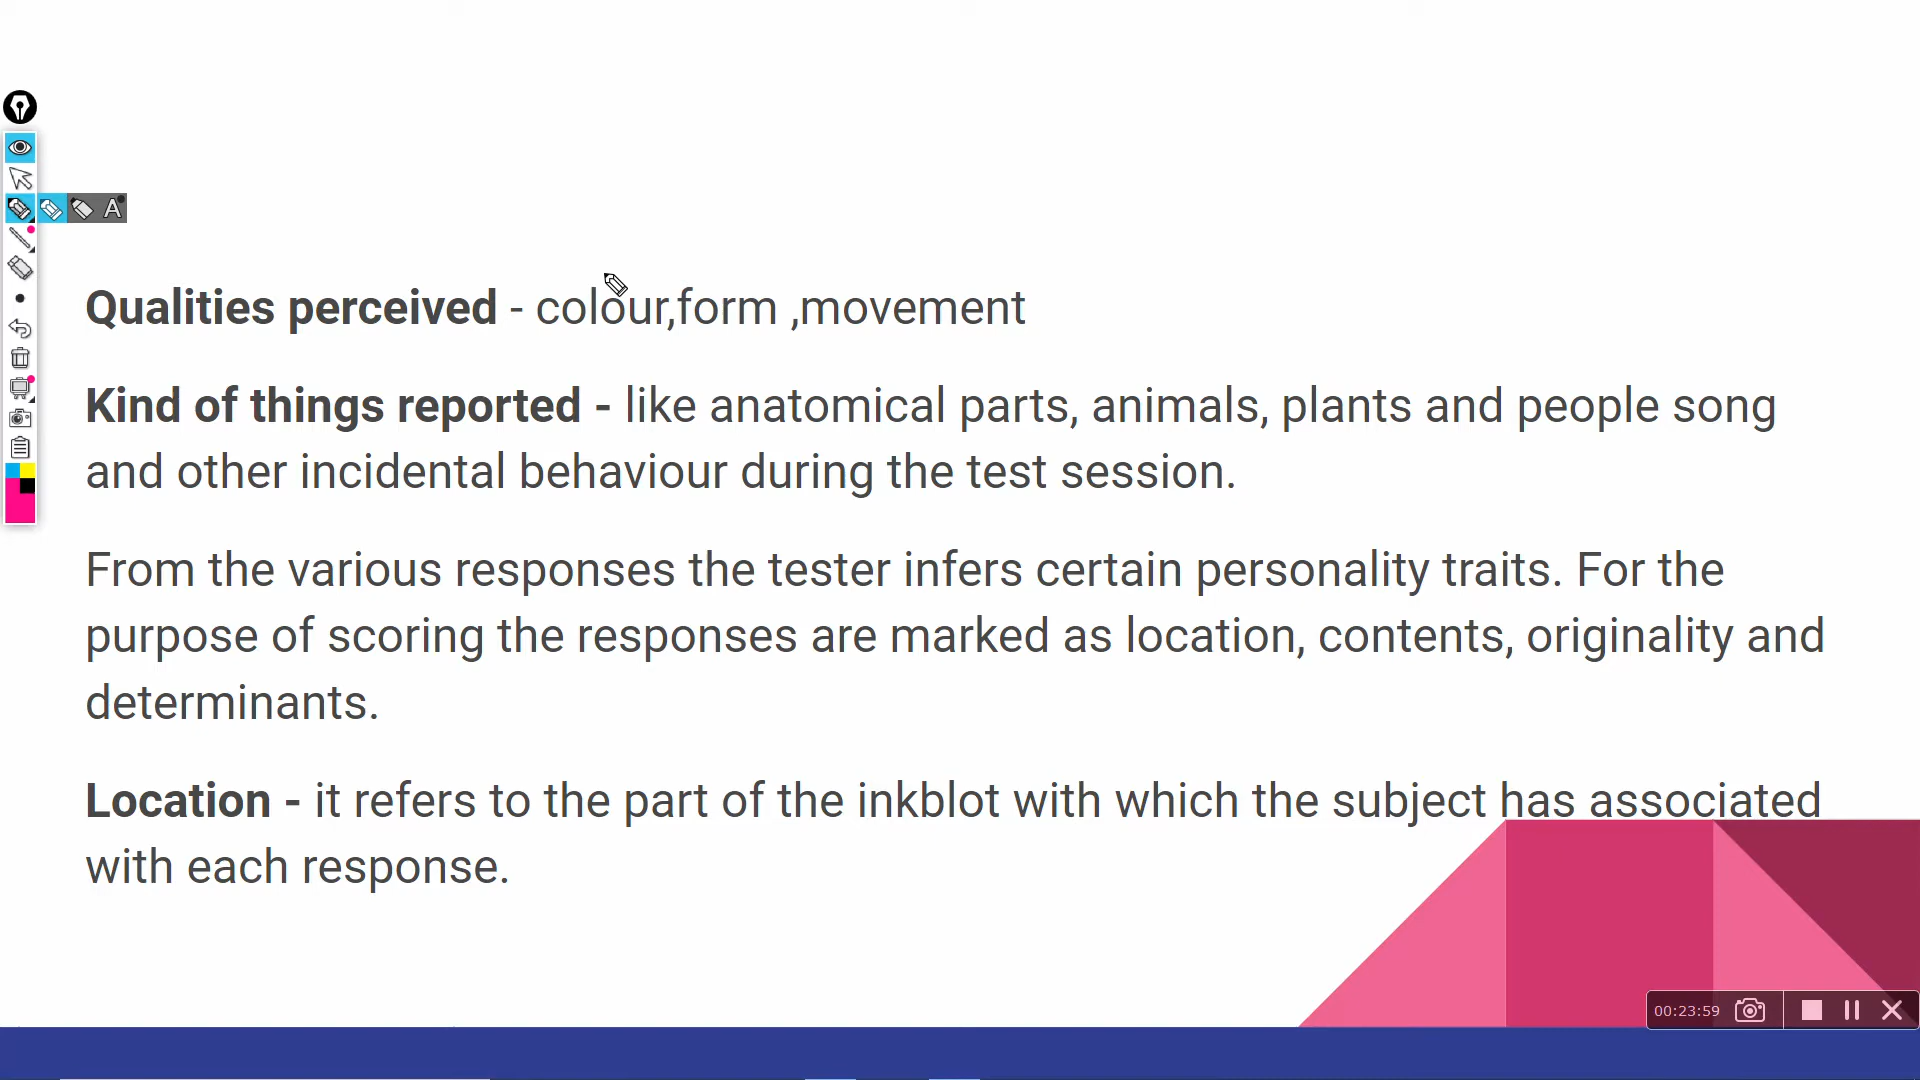 A
Qualities perceived - colour,form ,movement
Kind of things reported - like anatomical parts, animals, plants and people song
and other incidental behaviour during the test session.
From the various responses the tester infers certain personality traits. For the
purpose of scoring the responses are marked as location, contents, originality and
determinants.
Location - it refers to the part of the inkblot with which the subject has associated
with each response.
00:23:59